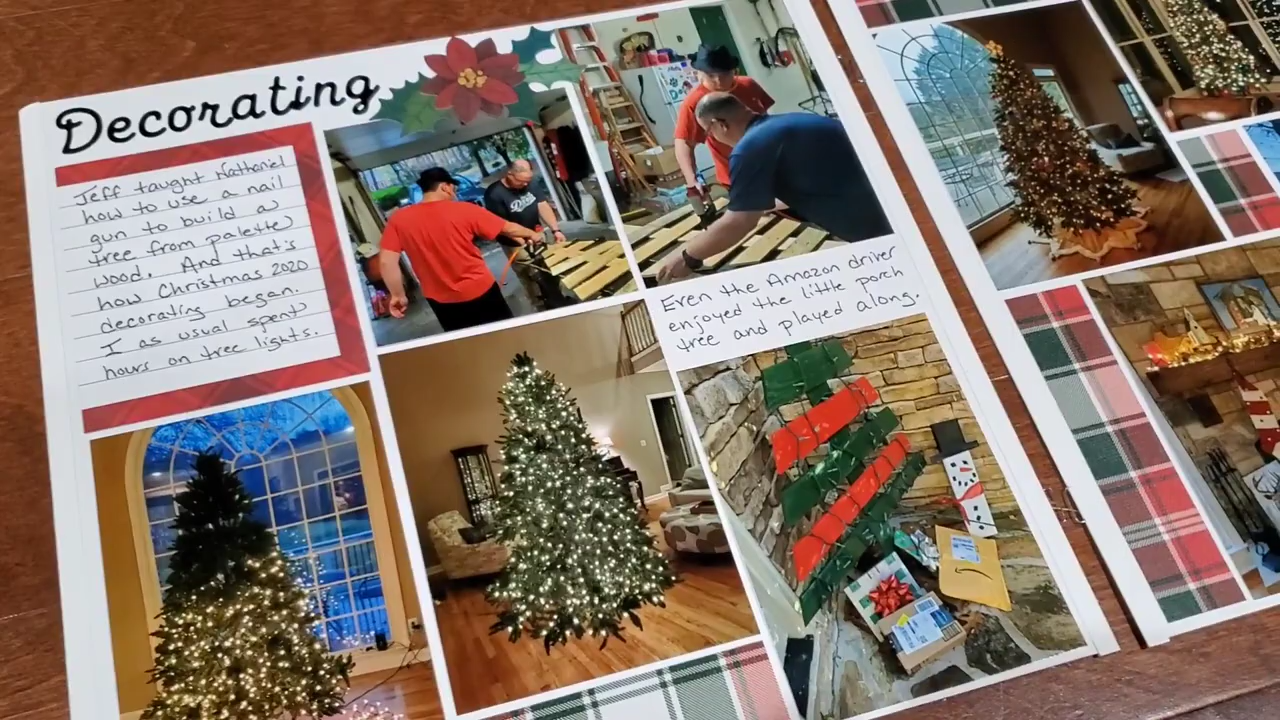 Decorating
Jeff taught Nathaniel
how to use a nail
gun to build a
tree from palette
wood. And that's
how Christmas 2020
decorating began.
I as usual spent
hours on tree lights.
Even the Amazon driver
enjoyed the little porch
tree and played along.